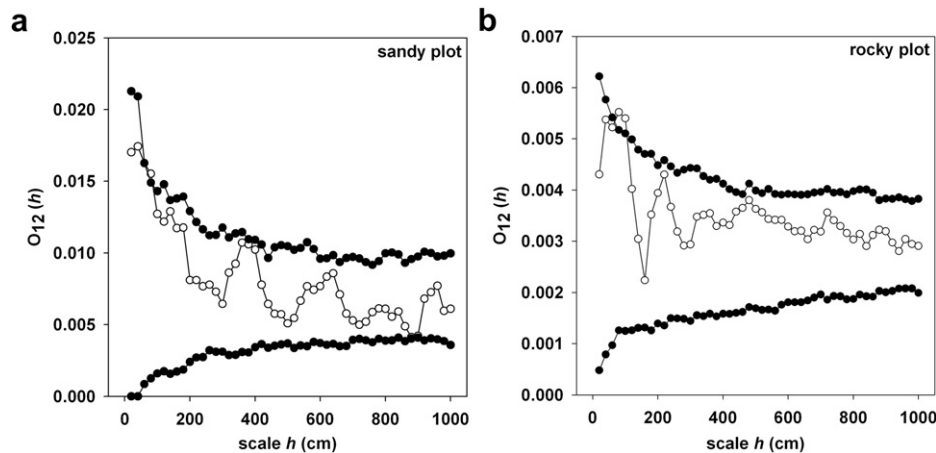 a
sandy plot
O12 (h)
0.025
0.020
0.015
0.010
0.005
0.000
0 200 400 600 800 1000
scale h (cm)
b
rocky plot
O12 (h)
0.007
0.006
0.005
0.004
0.003
0.002
0.001
0.000
0 200 400 600 800 1000
scale h (cm)